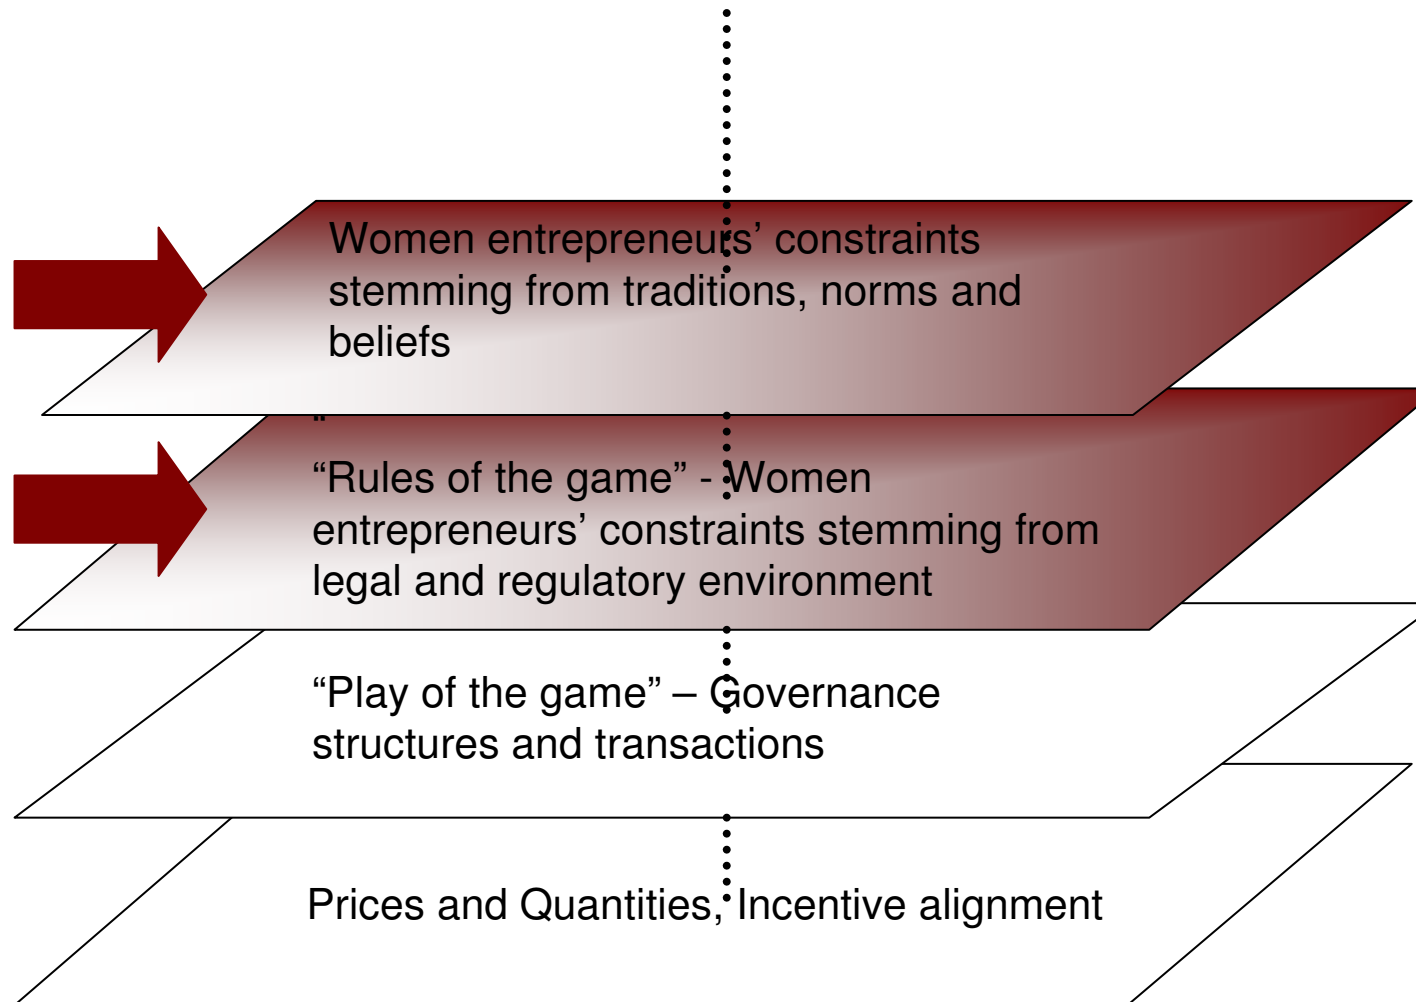 Women entrepreneurs’ constraints
stemming from traditions, norms and
beliefs
“Rules of the game” - Women
entrepreneurs’ constraints stemming from
legal and regulatory environment
“Play of the game” – Governance
structures and transactions
Prices and Quantities, Incentive alignment